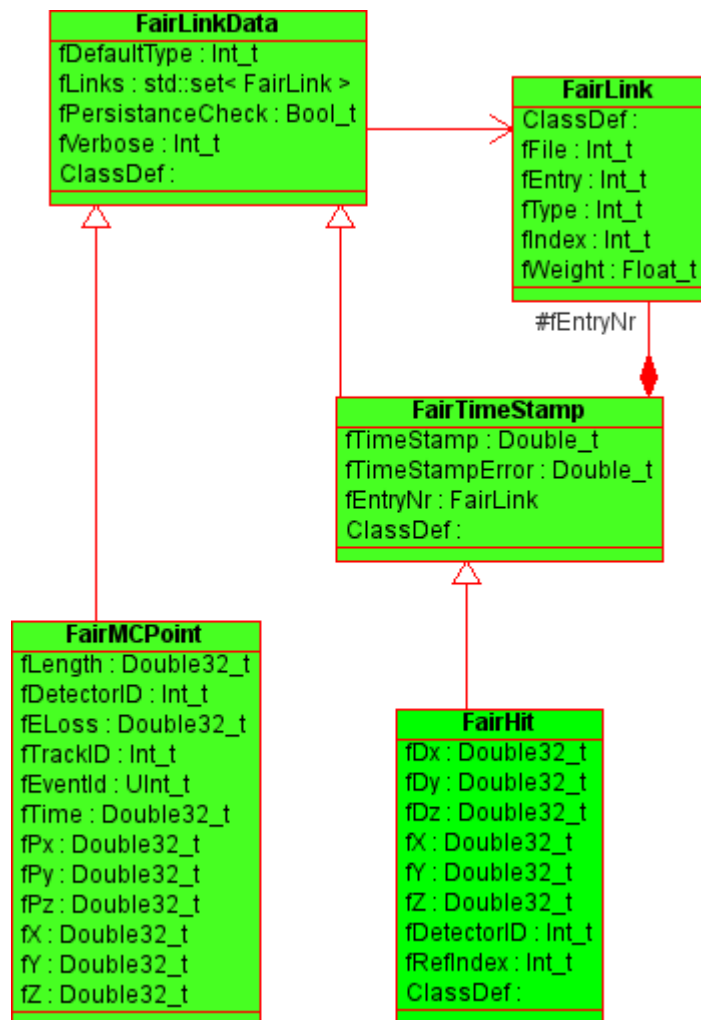 FairLinkData
fDefaultType : Int_t
fLinks : std::set< FairLink >
fPersistanceCheck : Bool_t
fVerbose : Int_t
ClassDef :
FairLink
ClassDef :
fFile : Int_t
fEntry : Int_t
fType : Int_t
fIndex : Int_t
fWeight : Float_t
#fEntryNr
FairTimeStamp
fTimeStamp : Double_t
fTimeStampError : Double_t
fEntryNr : FairLink
ClassDef :
FairMCPoint
fLength : Double32_t
fDetectorID : Int_t
fELoss : Double32_t
fTrackID : Int_t
fEventId : UInt_t
fTime : Double32_t
fPx : Double32_t
fPy : Double32_t
fPz : Double32_t
fX : Double32_t
fY : Double32_t
fZ : Double32_t
FairHit
fDx : Double32_t
fDy : Double32_t
fDz : Double32_t
fX : Double32_t
fY : Double32_t
fZ : Double32_t
fDetectorID : Int_t
fRefIndex : Int_t
ClassDef :